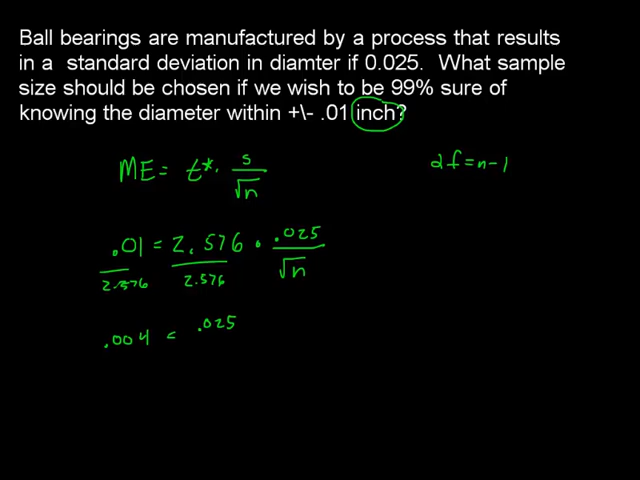 Ball bearings are manufactured by a process that results
in a standard deviation in diamter if 0.025. What sample
size should be chosen if we wish to be 99% sure of
knowing the diameter within +\- .01 inch?
ME = t* · s/√n
df = n-1
.01 = 2.576 · .025/√n
2.576 2.576
.004 = .025